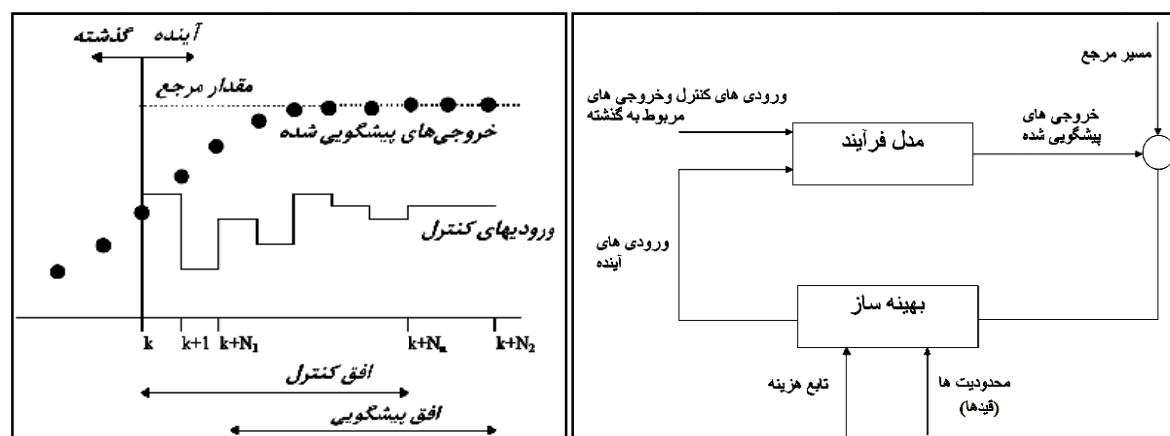 آینده
گذشته
مقدار مرجع
خروجی‌های پیشگویی شده
ورودیهای کنترل
k
k+1
k+N1
k+Nu
k+N2
افق کنترل
افق پیشگویی
مسیر مرجع
ورودی های کنترل وخروجی های
مربوط به گذشته
مدل فرآیند
خروجی های
پیشگویی شده
ورودی های
آینده
بهینه ساز
تابع هزینه
محدودیت ها
(قیدها)